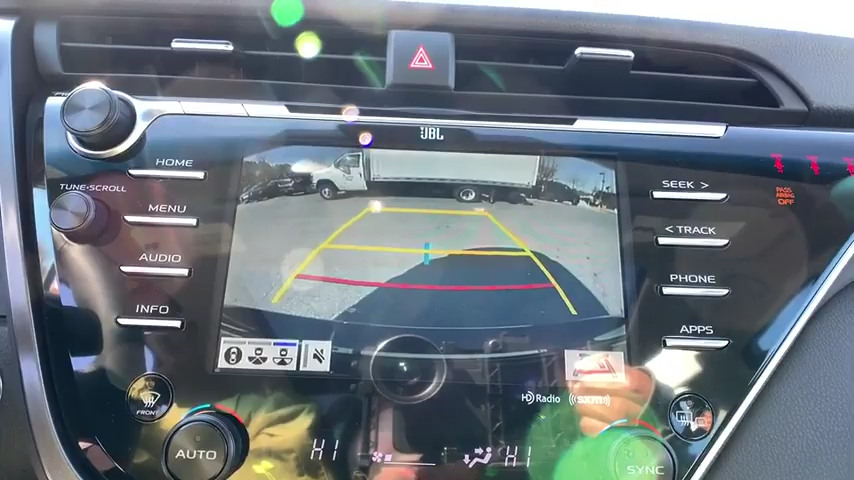 JBL
HOME
TUNE•SCROLL
MENU
AUDIO
INFO
SEEK >
< TRACK
PHONE
APPS
PASS
AIRBAG
OFF
HD Radio
((SXM))
FRONT
AUTO
HI
HI
SYNC